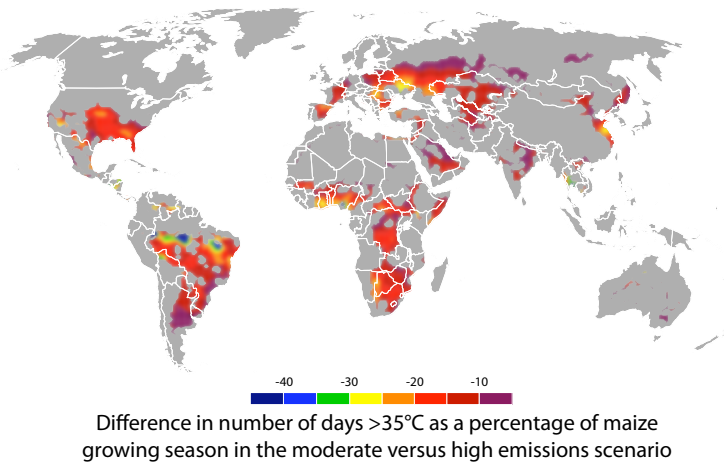 -40 -30 -20 -10
Difference in number of days >35°C as a percentage of maize
growing season in the moderate versus high emissions scenario